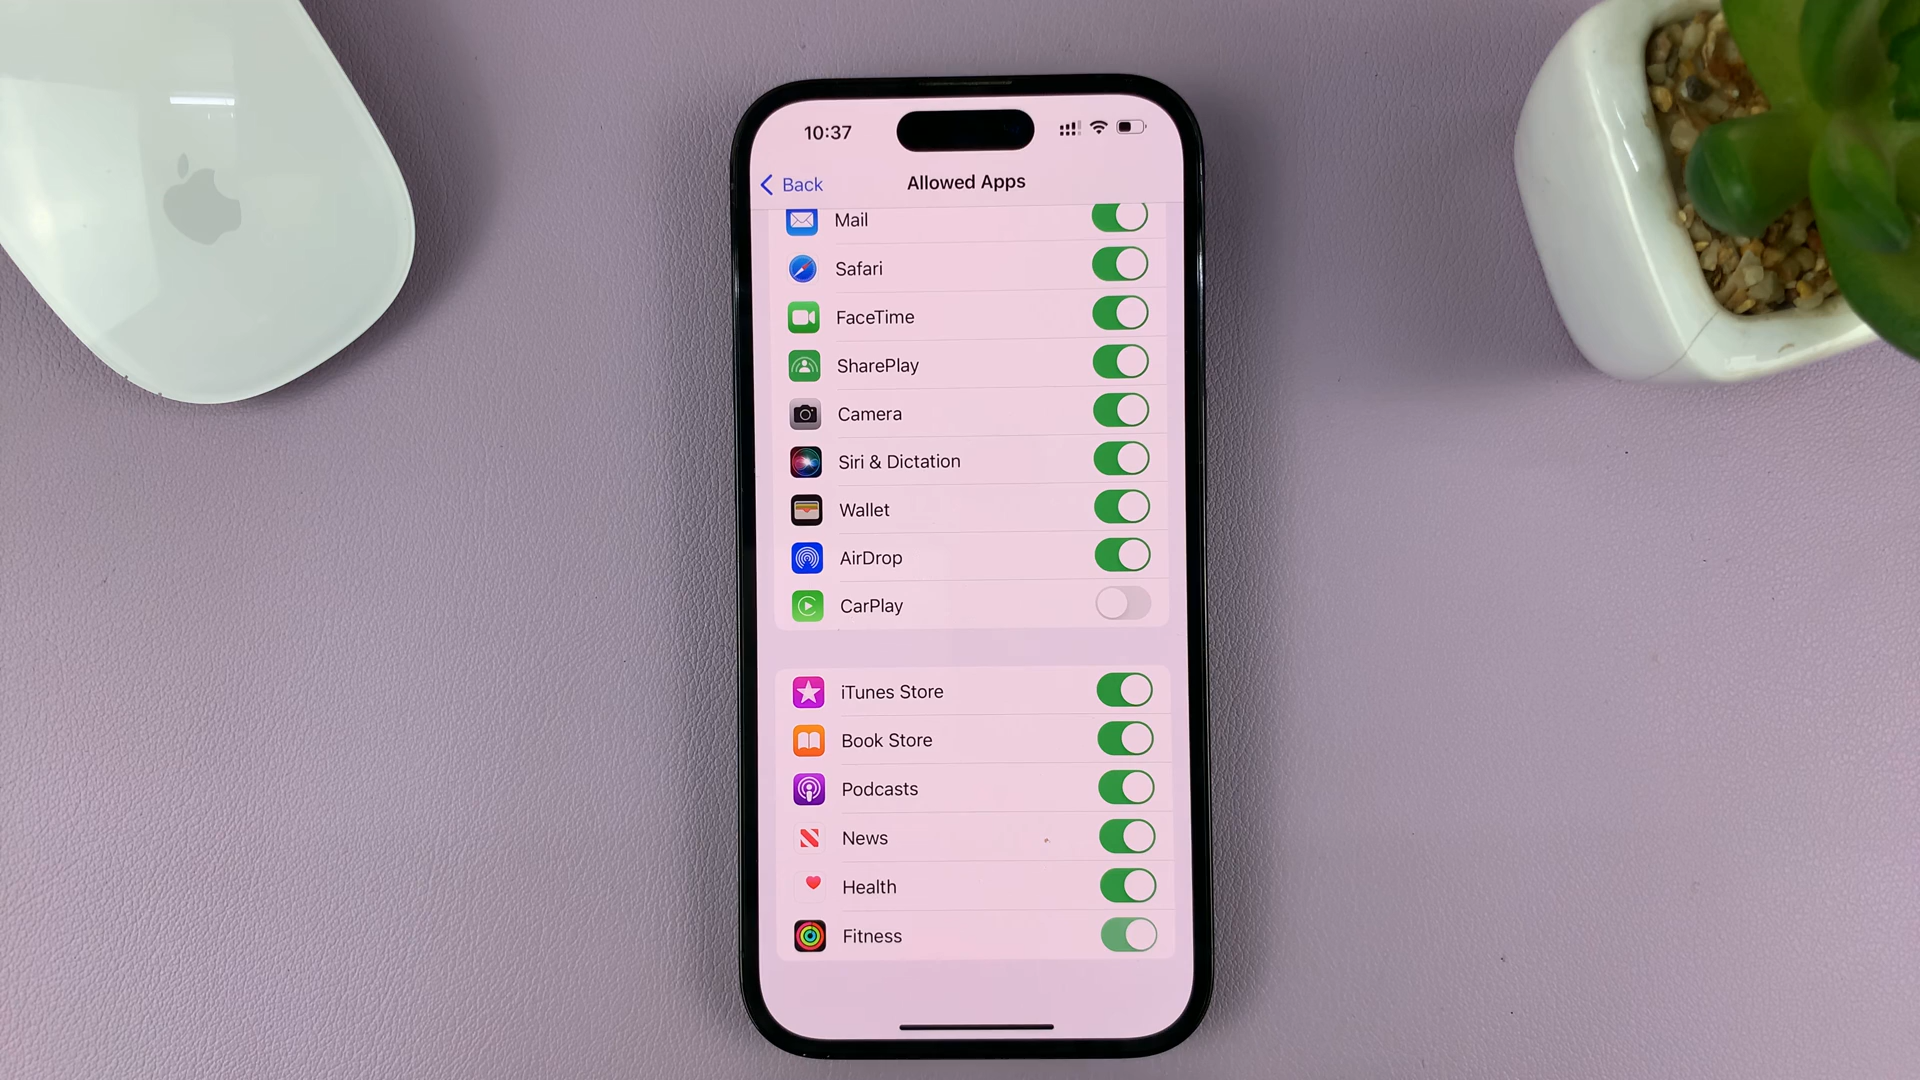 10:37
Back
Allowed Apps
Mail
Safari
FaceTime
SharePlay
Camera
Siri & Dictation
Wallet
AirDrop
CarPlay
iTunes Store
Book Store
Podcasts
News
Health
Fitness